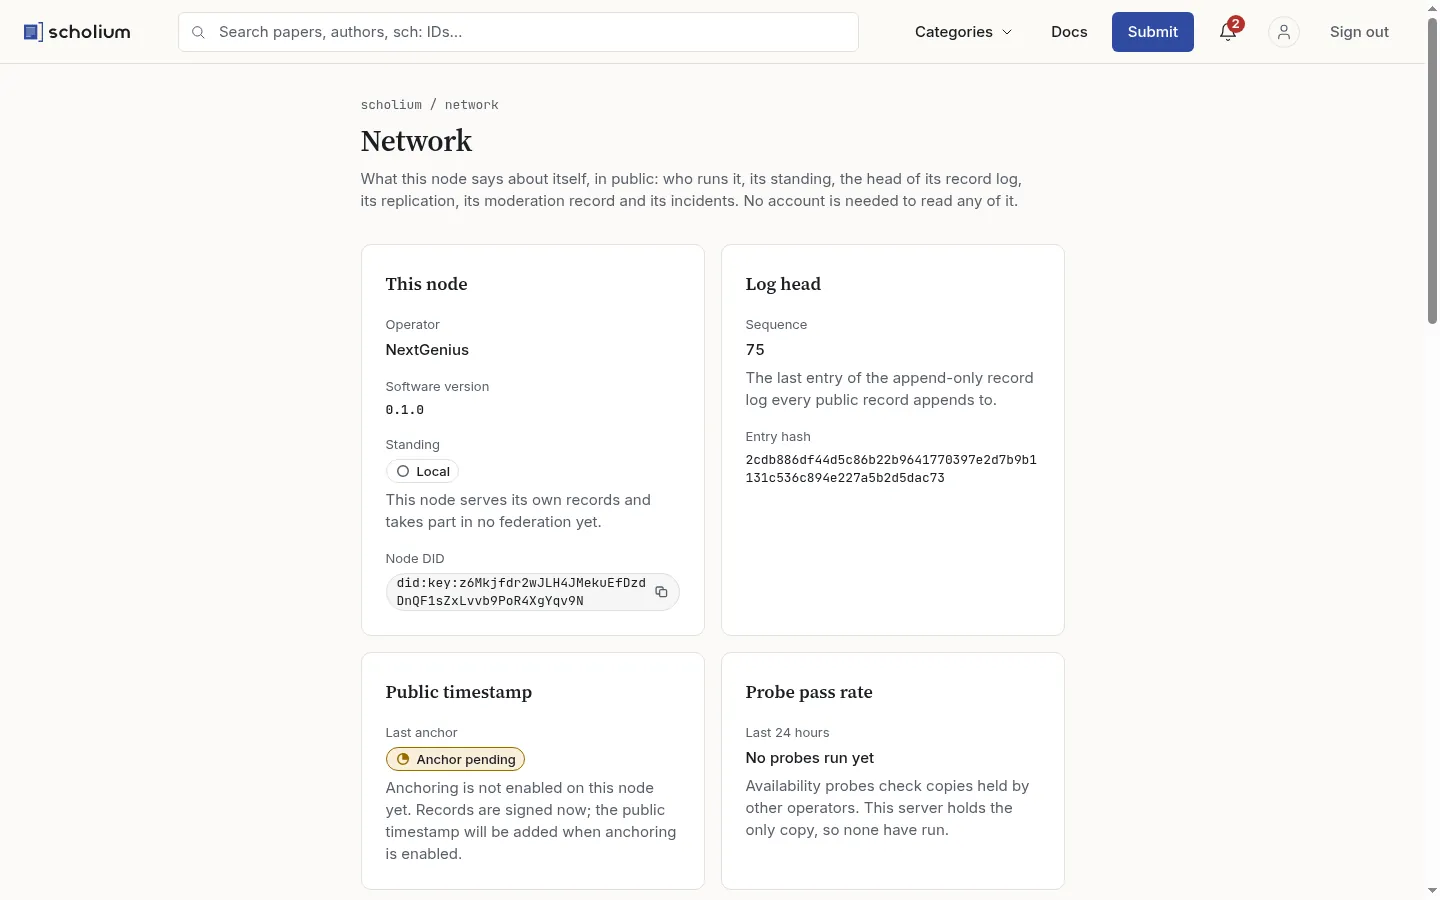 scholium
Search papers, authors, sch: IDs...
Categories
Docs
Submit
2
Sign out
scholium / network
Network
What this node says about itself, in public: who runs it, its standing, the head of its record log,
its replication, its moderation record and its incidents. No account is needed to read any of it.
This node
Operator
NextGenius
Software version
0.1.0
Standing
Local
This node serves its own records and
takes part in no federation yet.
Node DID
did:key:z6Mkjfdr2wJLH4JMekuEfDzd
DnQF1sZxLvvb9PoR4XgYqv9N
Log head
Sequence
75
The last entry of the append-only record
log every public record appends to.
Entry hash
2cdb886df44d5c86b22b9641770397e2d7b9b1
131c536c894e227a5b2d5dac73
Public timestamp
Last anchor
Anchor pending
Anchoring is not enabled on this node
yet. Records are signed now; the public
timestamp will be added when anchoring
is enabled.
Probe pass rate
Last 24 hours
No probes run yet
Availability probes check copies held by
other operators. This server holds the
only copy, so none have run.